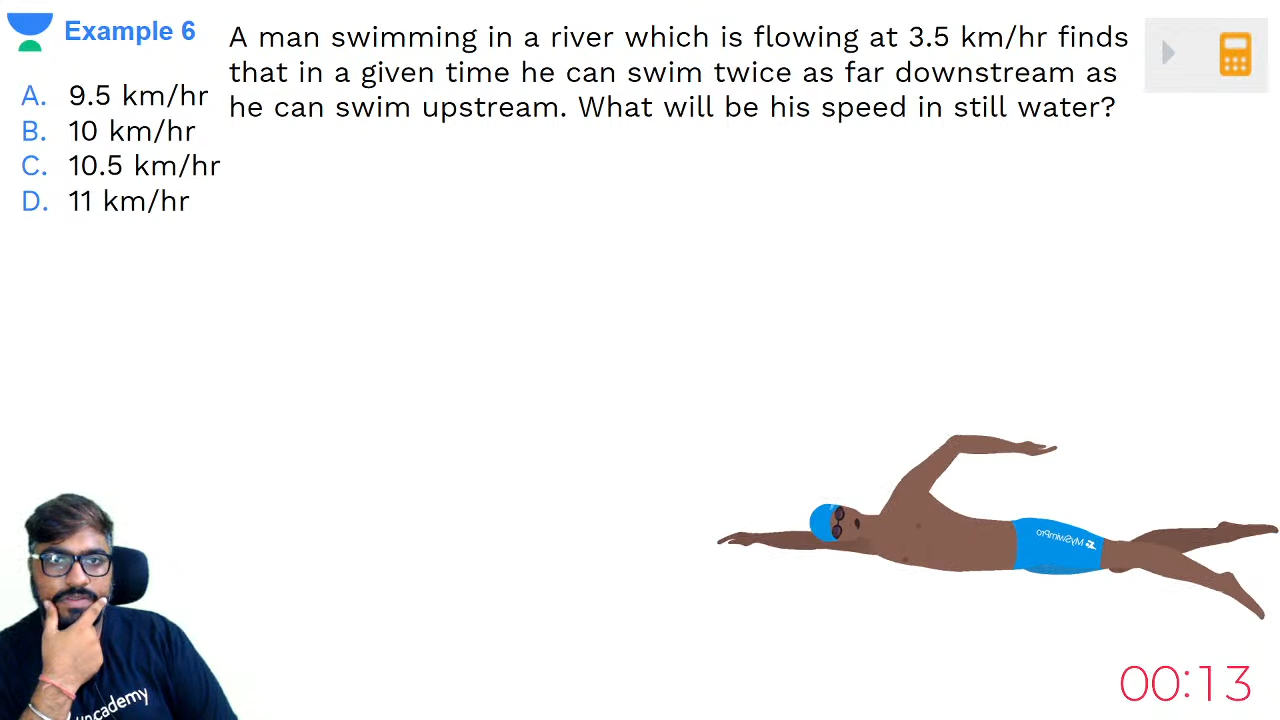 Example 6
A man swimming in a river which is flowing at 3.5 km/hr finds
that in a given time he can swim twice as far downstream as
he can swim upstream. What will be his speed in still water?
A. 9.5 km/hr
B. 10 km/hr
C. 10.5 km/hr
D. 11 km/hr
MySwimPro
00:13